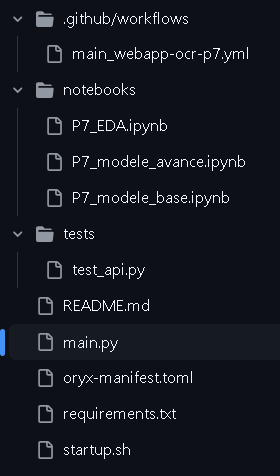 .github/workflows
main_webapp-ocr-p7.yml
notebooks
P7_EDA.ipynb
P7_modele_avance.ipynb
P7_modele_base.ipynb
tests
test_api.py
README.md
main.py
oryx-manifest.toml
requirements.txt
startup.sh